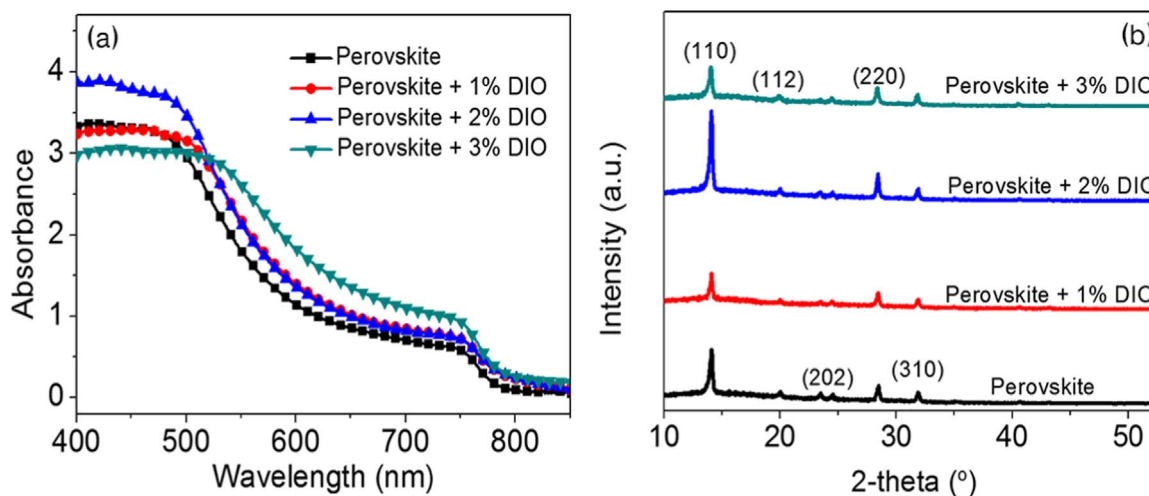 (a)
Perovskite
Perovskite + 1% DIO
Perovskite + 2% DIO
Perovskite + 3% DIO
4
3
2
1
0
Absorbance
400 500 600 700 800
Wavelength (nm)
(b)
(110)
(112)
(220)
Perovskite + 3% DIO
Perovskite + 2% DIO
Perovskite + 1% DIO
(202)
(310)
Perovskite
Intensity (a.u.)
10 20 30 40 50
2-theta (º)